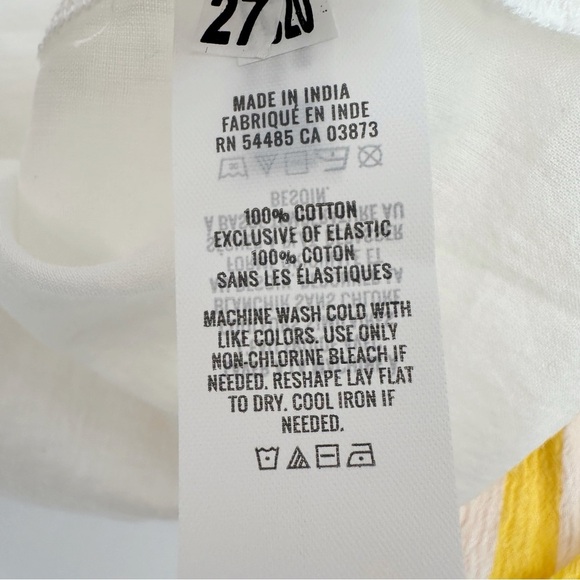 27
MADE IN INDIA
FABRIQUÉ EN INDE
RN 54485 CA 03873
100% COTTON
EXCLUSIVE OF ELASTIC
100% COTON
SANS LES ÉLASTIQUES
MACHINE WASH COLD WITH
LIKE COLORS. USE ONLY
NON-CHLORINE BLEACH IF
NEEDED. RESHAPE LAY FLAT
TO DRY. COOL IRON IF
NEEDED.